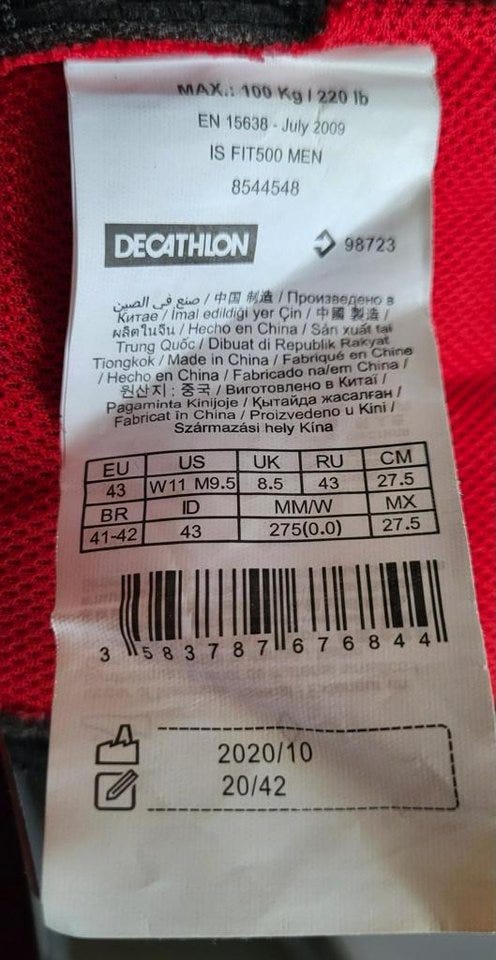 MAX.: 100 Kg / 220 lb
EN 15638 - July 2009
IS FIT500 MEN
8544548
DECATHLON 98723
صنع في الصين / 中国 制造 / Произведено в
Китае / İmal edildiği yer Çin / 中國 製造 /
ผลิตในจีน / Hecho en China / Sản xuất tại
Trung Quốc / Dibuat di Republik Rakyat
Tiongkok / Made in China / Fabriqué en Chine
/ Hecho en China / Fabricado na/em China /
원산지 : 중국 / Виготовлено в Китаї /
Pagaminta Kinijoje / Қытайда жасалған /
Fabricat în China / Proizvedeno u Kini /
Származási hely Kína
EU US UK RU CM
43 W11 M9.5 8.5 43 27.5
BR ID MM/W MX
41-42 43 275(0.0) 27.5
3 583787 676844
2020/10
20/42